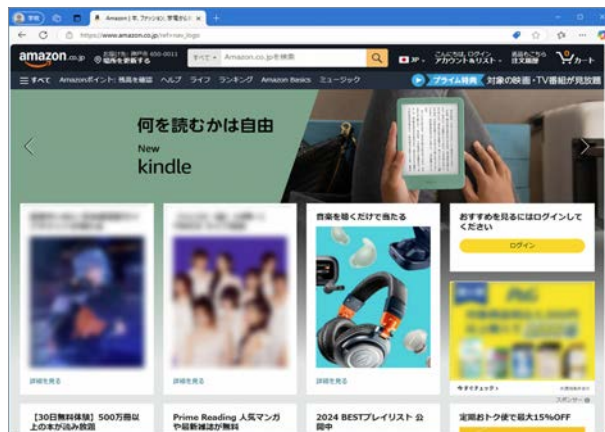 Amazon | 本, ファッション, 家電から
https://www.amazon.co.jp/ref=nav_logo
amazon.co.jp
お届け先: 神戸市 650-0011
場所を更新する
すべて
Amazon.co.jpを検索
JP
こんにちは, ログイン
アカウント&リスト
返品もこちら
注文履歴
0
カート
すべて Amazonポイント: 残高を確認 ヘルプ ライフ ランキング Amazon Basics ミュージック
プライム特典 対象の映画・TV番組が見放題
何を読むかは自由
New
kindle
音楽を聴くだけで当たる
おすすめを見るにはログインして
ください
ログイン
詳細を見る
詳細を見る
詳細を見る
今すぐチェック
スポンサー
【30日無料体験】500万冊以
上の本が読み放題
Prime Reading 人気マンガ
や最新雑誌が無料
2024 BESTプレイリスト 公
開中
定期おトク便で最大15%OFF